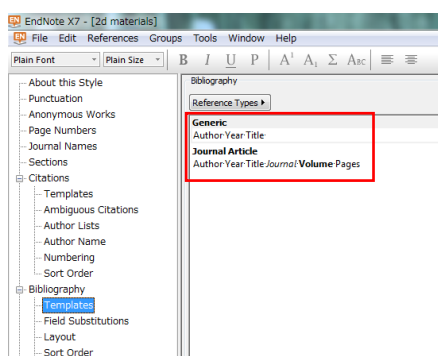 EndNote X7 - [2d materials]
File Edit References Groups Tools Window Help
Plain Font Plain Size B I U P A¹ A₁ Σ Aʙᴄ
About this Style
Punctuation
Anonymous Works
Page Numbers
Journal Names
Sections
Citations
Templates
Ambiguous Citations
Author Lists
Author Name
Numbering
Sort Order
Bibliography
Templates
Field Substitutions
Layout
Sort Order
Bibliography
Reference Types
Generic
Author·Year·Title·
Journal Article
Author·Year·Title·Journal·Volume·Pages